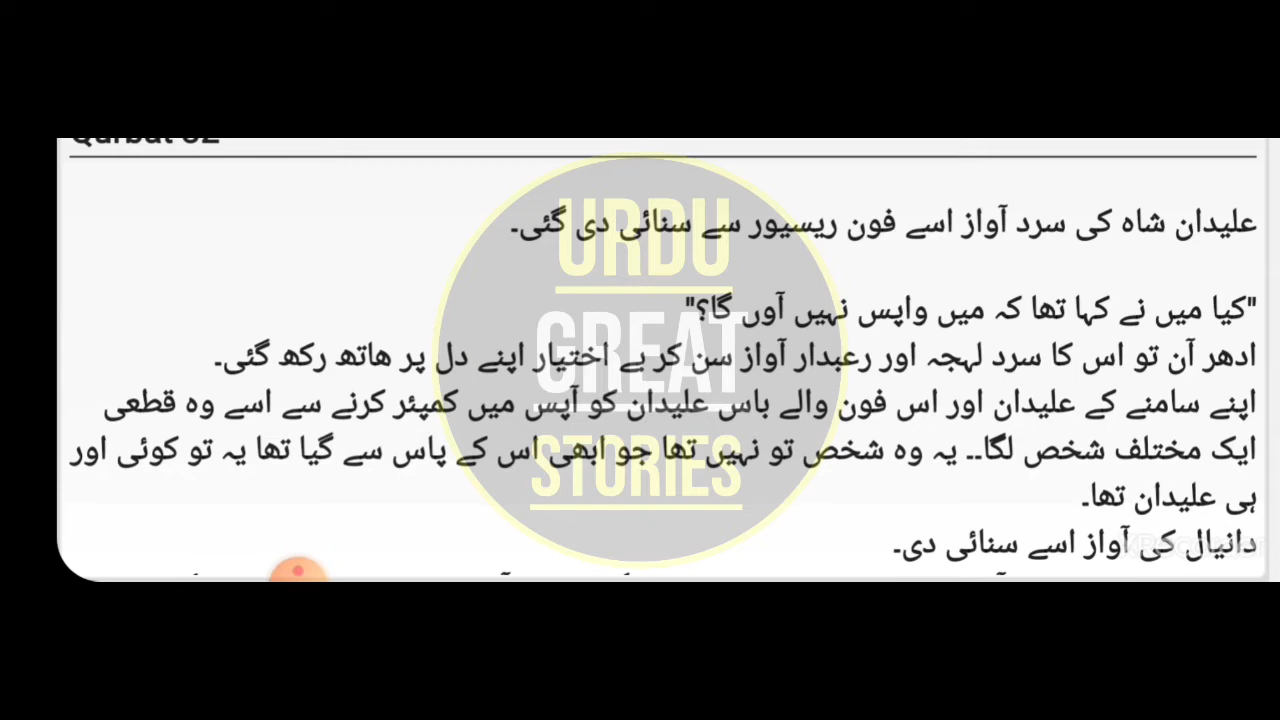 علیدان شاہ کی سرد آواز اسے فون ریسیور سے سنائی دی گئی۔
"کیا میں نے کہا تھا کہ میں واپس نہیں آوں گا؟"
ادھر آن تو اس کا سرد لہجہ اور رعبدار آواز سن کر بے اختیار اپنے دل پر ھاتھ رکھ گئی۔
اپنے سامنے کے علیدان اور اس فون والے باس علیدان کو آپس میں کمپئر کرنے سے اسے وہ قطعی
ایک مختلف شخص لگا۔۔ یہ وہ شخص تو نہیں تھا جو ابھی اس کے پاس سے گیا تھا یہ تو کوئی اور
ہی علیدان تھا۔
دانیال کی آواز اسے سنائی دی۔
URDU
GREAT
STORIES